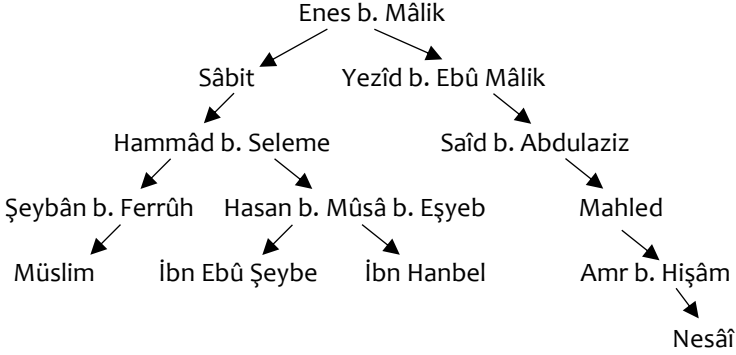 Enes b. Mâlik
Sâbit Yezîd b. Ebû Mâlik
Hammâd b. Seleme Saîd b. Abdulaziz
Şeybân b. Ferrûh Hasan b. Mûsâ b. Eşyeb Mahled
Müslim İbn Ebû Şeybe İbn Hanbel Amr b. Hişâm
Nesâî